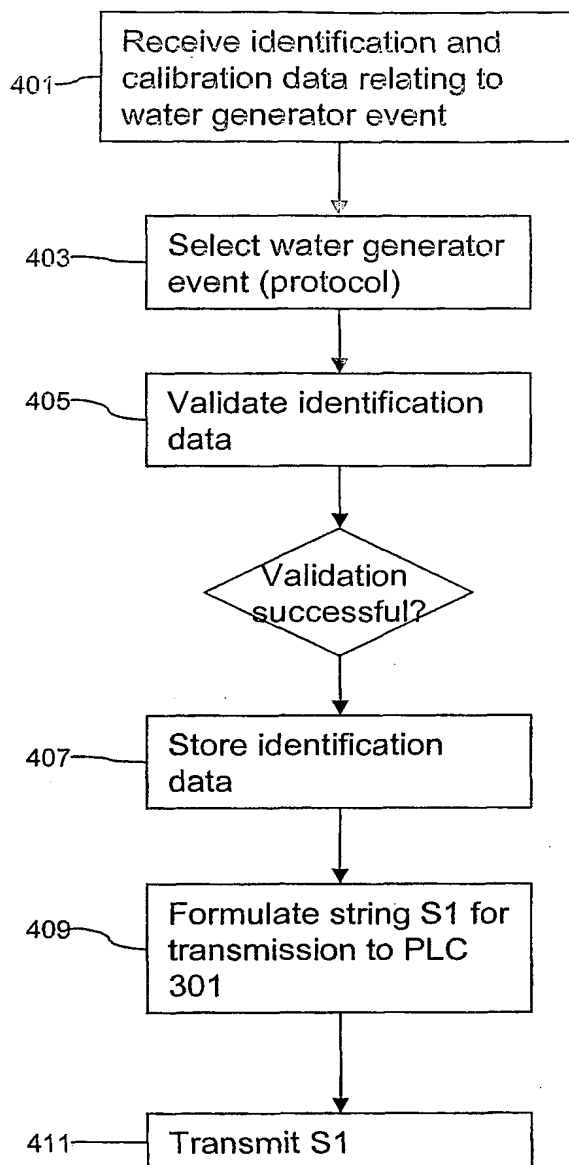 Receive identification and
401 calibration data relating to
water generator event
Select water generator
403 event (protocol)
405 Validate identification
data
Validation
successful?
407 Store identification
data
Formulate string S1 for
409 transmission to PLC
301
411 Transmit S1